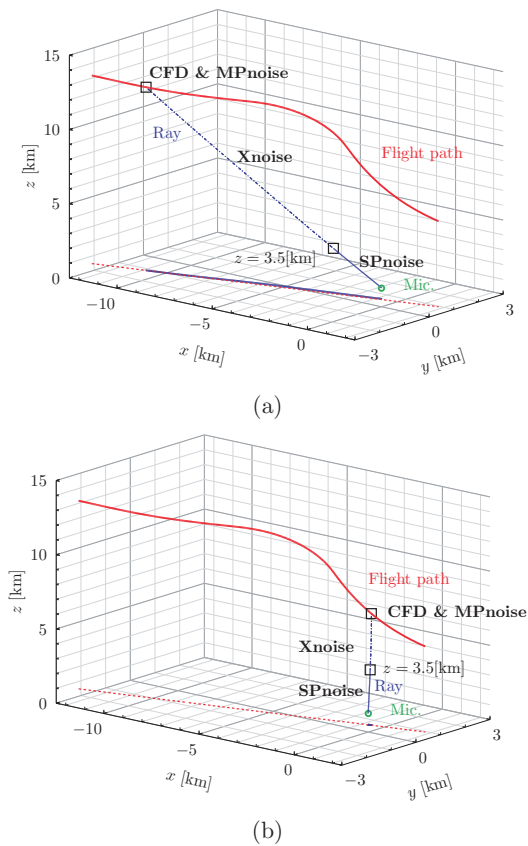 15
CFD & MPnoise
10
Ray
Flight path
Xnoise
z [km]
5
z = 3.5[km]
SPnoise
3
0
Mic.
−10
0
−5
y [km]
x [km]
0
−3
(a)
15
10
Flight path
CFD & MPnoise
z [km]
Xnoise
5
z = 3.5[km]
SPnoise
Ray
Mic.
3
0
−10
0
−5
y [km]
x [km]
0
−3
(b)